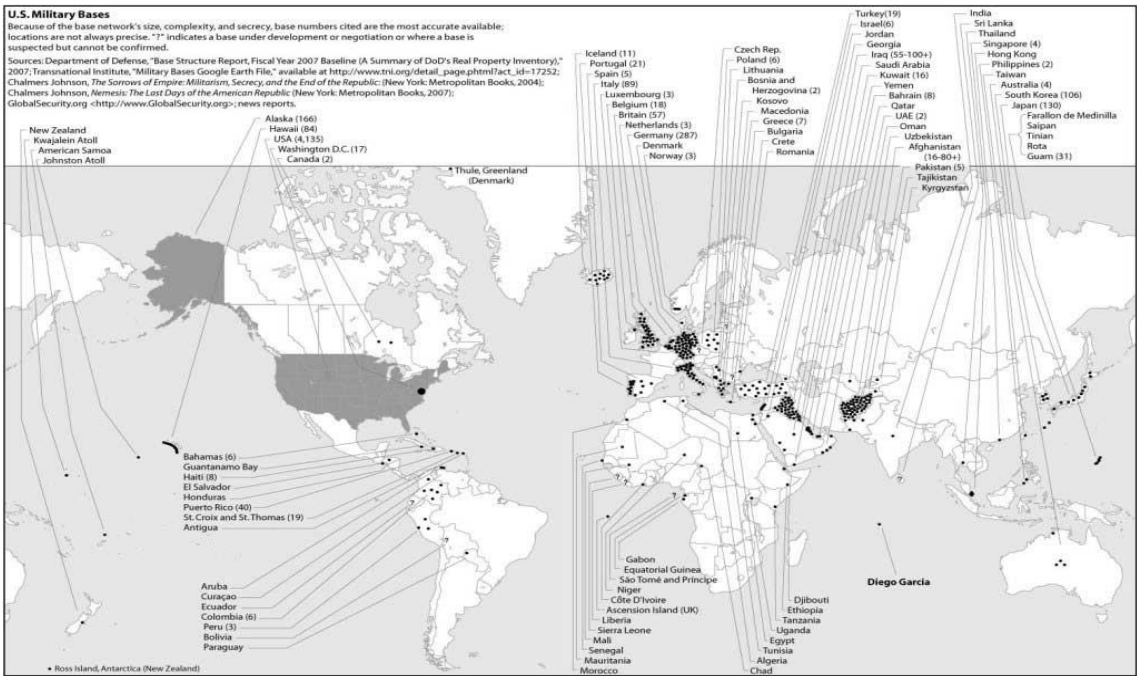 U.S. Military Bases
Because of the base network's size, complexity, and secrecy, base numbers cited are the most accurate available;
locations are not always precise. "?" indicates a base under development or negotiation or where a base is
suspected but cannot be confirmed.
Sources: Department of Defense, "Base Structure Report, Fiscal Year 2007 Baseline (A Summary of DoD's Real Property Inventory),"
2007; Transnational Institute, "Military Bases Google Earth File," available at http://www.tni.org/detail_page.phtml?act_id=17252;
Chalmers Johnson, The Sorrows of Empire: Militarism, Secrecy, and the End of the Republic: (New York: Metropolitan Books, 2004);
Chalmers Johnson, Nemesis: The Last Days of the American Republic (New York: Metropolitan Books, 2007);
GlobalSecurity.org <http://www.GlobalSecurity.org>; news reports.
New Zealand
Kwajalein Atoll
American Samoa
Johnston Atoll
Alaska (166)
Hawaii (84)
USA (4,135)
Washington D.C. (17)
Canada (2)
Thule, Greenland
(Denmark)
Iceland (11)
Portugal (21)
Spain (5)
Italy (89)
Luxembourg (3)
Belgium (18)
Britain (57)
Netherlands (3)
Germany (287)
Denmark
Norway (3)
Czech Rep.
Poland (6)
Lithuania
Bosnia and
Herzogovina (2)
Kosovo
Macedonia
Greece (7)
Bulgaria
Crete
Romania
Turkey (19)
Israel (6)
Jordan
Georgia
Iraq (55-100+)
Saudi Arabia
Kuwait (16)
Yemen
Bahrain (8)
Qatar
UAE (2)
Oman
Uzbekistan
Afghanistan
(16-80+)
Pakistan (5)
Tajikistan
Kyrgyzstan
India
Sri Lanka
Thailand
Singapore (4)
Hong Kong
Philippines (2)
Taiwan
Australia (4)
South Korea (106)
Japan (130)
Farallon de Medinilla
Saipan
Tinian
Rota
Guam (31)
Bahamas (6)
Guantanamo Bay
Haiti (8)
El Salvador
Honduras
Puerto Rico (40)
St. Croix and St. Thomas (19)
Antigua
Aruba
Curaçao
Ecuador
Colombia (6)
Peru (3)
Bolivia
Paraguay
?
?
?
?
?
?
?
Gabon
Equatorial Guinea
São Tomé and Príncipe
Niger
Côte D'Ivoire
Ascension Island (UK)
Liberia
Sierra Leone
Mali
Senegal
Mauritania
Morocco
Djibouti
Ethiopia
Tanzania
Uganda
Egypt
Tunisia
Algeria
Chad
Diego Garcia
Ross Island, Antarctica (New Zealand)